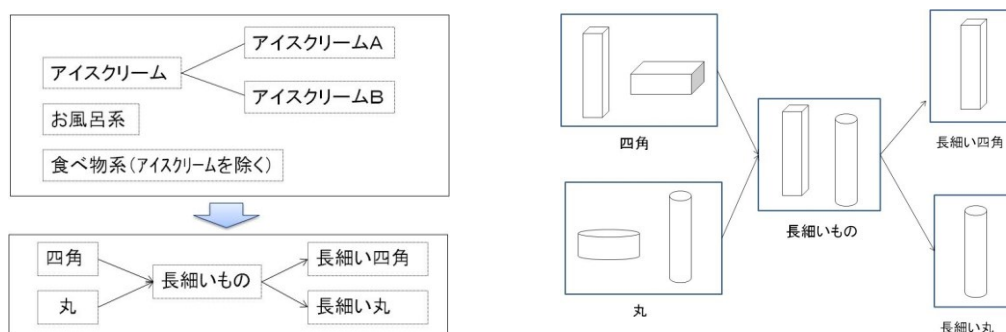 アイスクリーム
アイスクリームA
アイスクリームB
お風呂系
食べ物系(アイスクリームを除く)
四角
丸
長細いもの
長細い四角
長細い丸
四角
丸
長細いもの
長細い四角
長細い丸